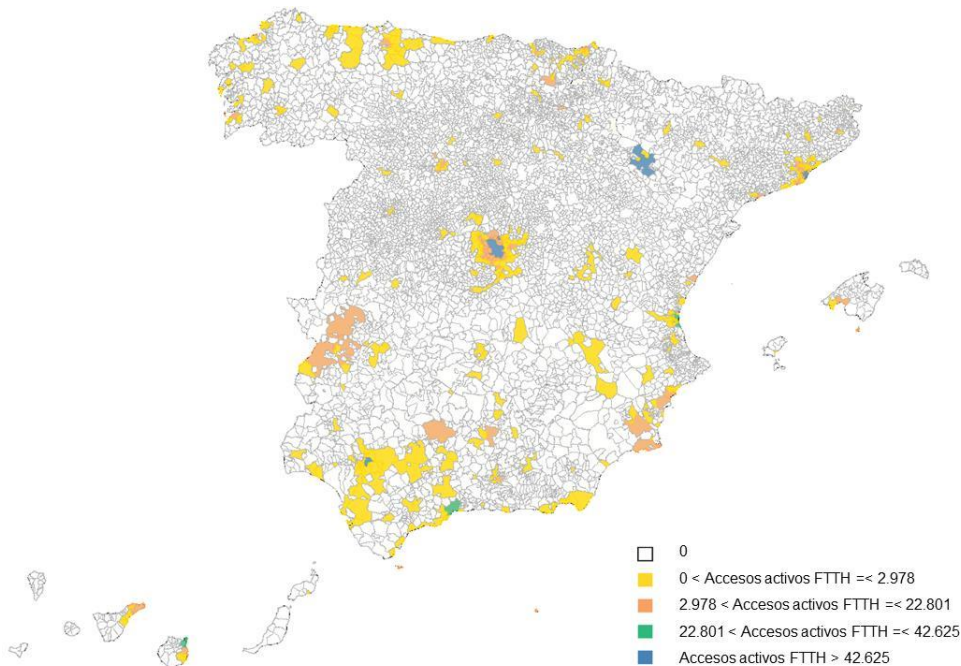 0
0 < Accesos activos FTTH =< 2.978
2.978 < Accesos activos FTTH =< 22.801
22.801 < Accesos activos FTTH =< 42.625
Accesos activos FTTH > 42.625